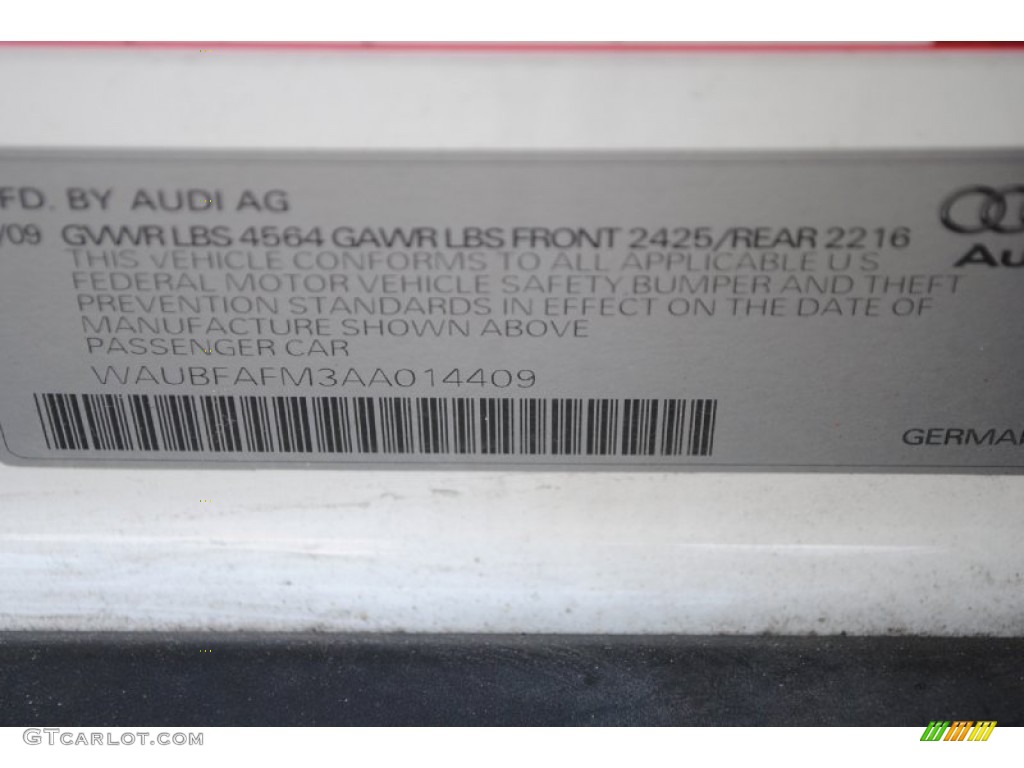 FD. BY AUDI AG
/09 GVWR LBS 4564 GAWR LBS FRONT 2425/REAR 2216
THIS VEHICLE CONFORMS TO ALL APPLICABLE U S
FEDERAL MOTOR VEHICLE SAFETY, BUMPER AND THEFT
PREVENTION STANDARDS IN EFFECT ON THE DATE OF
MANUFACTURE SHOWN ABOVE
PASSENGER CAR
WAUBFAFM3AA014409
Au
GERMAN
GTCarLot.com